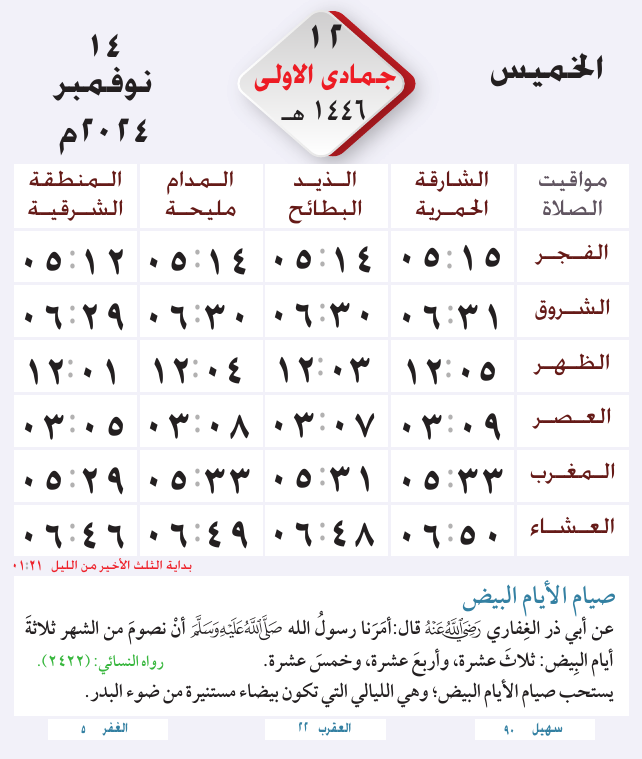 الخميس
١٢
جمادى الاولى
١٤٤٦ هـ
١٤
نوفمبر
٢٠٢٤م
مواقيت الصلاة الشارقة الحمرية الذيد البطائح المدام مليحة المنطقة الشرقية
الفجر ٠٥:١٥ ٠٥:١٤ ٠٥:١٤ ٠٥:١٢
الشروق ٠٦:٣١ ٠٦:٣٠ ٠٦:٣٠ ٠٦:٢٩
الظهر ١٢:٠٥ ١٢:٠٣ ١٢:٠٤ ١٢:٠١
العصر ٠٣:٠٩ ٠٣:٠٧ ٠٣:٠٨ ٠٣:٠٥
المغرب ٠٥:٣٣ ٠٥:٣١ ٠٥:٣٣ ٠٥:٢٩
العشاء ٠٦:٥٠ ٠٦:٤٨ ٠٦:٤٩ ٠٦:٤٦
بداية الثلث الأخير من الليل ٠١:٢١
صيام الأيام البيض
عن أبي ذر الغِفاري رَضِيَ اللَّهُ عَنْهُ قال: أمَرَنا رسولُ الله صَلَّى اللَّهُ عَلَيْهِ وَسَلَّمَ أنْ نصومَ من الشهر ثلاثةَ
أيام البِيض: ثلاثَ عشرة، وأربعَ عشرة، وخمسَ عشرة. رواه النسائي: (٢٤٢٢).
يستحب صيام الأيام البيض؛ وهي الليالي التي تكون بيضاء مستنيرة من ضوء البدر.
سهيل ٩٠ العقرب ٢٢ الغفر ٥